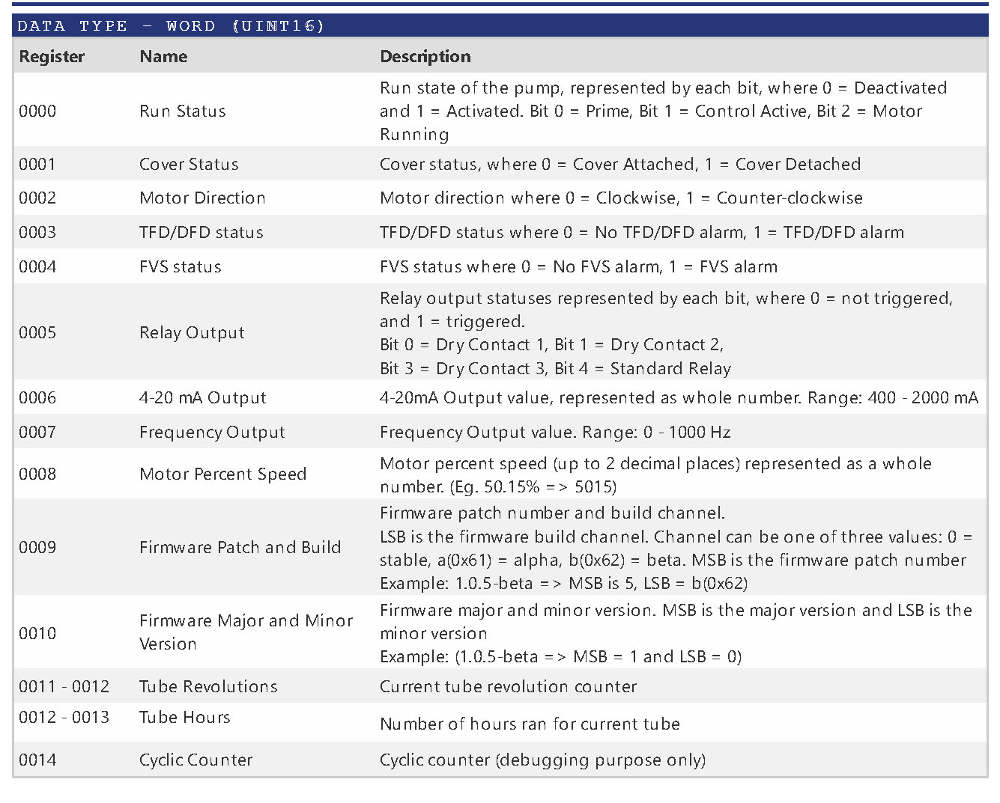 DATA TYPE – WORD (UINT16)
Register Name Description
Run state of the pump, represented by each bit, where 0 = Deactivated
0000 Run Status and 1 = Activated. Bit 0 = Prime, Bit 1 = Control Active, Bit 2 = Motor
Running
0001 Cover Status Cover status, where 0 = Cover Attached, 1 = Cover Detached
0002 Motor Direction Motor direction where 0 = Clockwise, 1 = Counter-clockwise
0003 TFD/DFD status TFD/DFD status where 0 = No TFD/DFD alarm, 1 = TFD/DFD alarm
0004 FVS status FVS status where 0 = No FVS alarm, 1 = FVS alarm
Relay output statuses represented by each bit, where 0 = not triggered,
and 1 = triggered.
0005 Relay Output
Bit 0 = Dry Contact 1, Bit 1 = Dry Contact 2,
Bit 3 = Dry Contact 3, Bit 4 = Standard Relay
0006 4-20 mA Output 4-20mA Output value, represented as whole number. Range: 400 - 2000 mA
0007 Frequency Output Frequency Output value. Range: 0 - 1000 Hz
Motor percent speed (up to 2 decimal places) represented as a whole
0008 Motor Percent Speed
number. (Eg. 50.15% => 5015)
Firmware patch number and build channel.
LSB is the firmware build channel. Channel can be one of three values: 0 =
0009 Firmware Patch and Build
stable, a(0x61) = alpha, b(0x62) = beta. MSB is the firmware patch number
Example: 1.0.5-beta => MSB is 5, LSB = b(0x62)
Firmware major and minor version. MSB is the major version and LSB is the
Firmware Major and Minor
0010 minor version
Version
Example: (1.0.5-beta => MSB = 1 and LSB = 0)
0011 - 0012 Tube Revolutions Current tube revolution counter
0012 - 0013 Tube Hours Number of hours ran for current tube
0014 Cyclic Counter Cyclic counter (debugging purpose only)